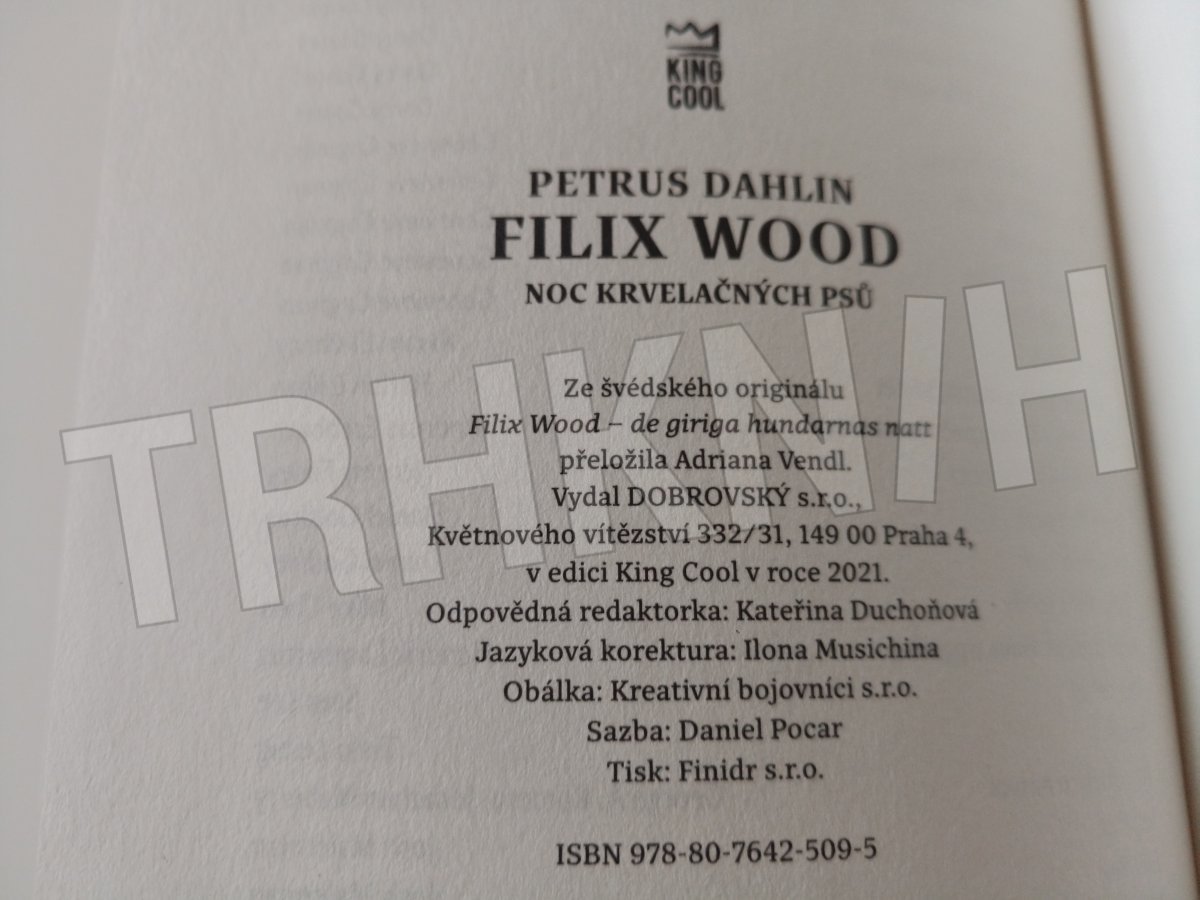 KING
COOL
PETRUS DAHLIN
FILIX WOOD
NOC KRVELAČNÝCH PSŮ
Ze švédského originálu
Filix Wood – de giriga hundarnas natt
přeložila Adriana Vendl.
Vydal DOBROVSKÝ s.r.o.,
Květnového vítězství 332/31, 149 00 Praha 4,
v edici King Cool v roce 2021.
Odpovědná redaktorka: Kateřina Duchoňová
Jazyková korektura: Ilona Musichina
Obálka: Kreativní bojovníci s.r.o.
Sazba: Daniel Pocar
Tisk: Finidr s.r.o.
ISBN 978-80-7642-509-5
TRHKNIH